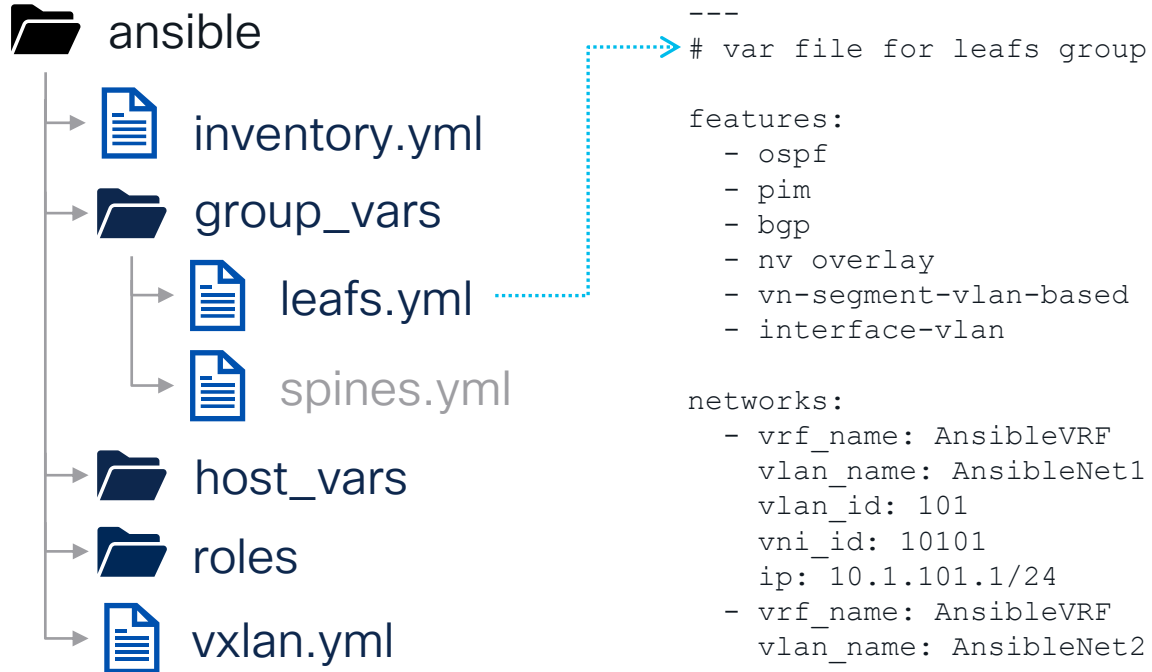 ansible
inventory.yml
group_vars
leafs.yml
spines.yml
host_vars
roles
vxlan.yml
---
# var file for leafs group
features:
  - ospf
  - pim
  - bgp
  - nv overlay
  - vn-segment-vlan-based
  - interface-vlan
networks:
  - vrf_name: AnsibleVRF
    vlan_name: AnsibleNet1
    vlan_id: 101
    vni_id: 10101
    ip: 10.1.101.1/24
  - vrf_name: AnsibleVRF
    vlan_name: AnsibleNet2